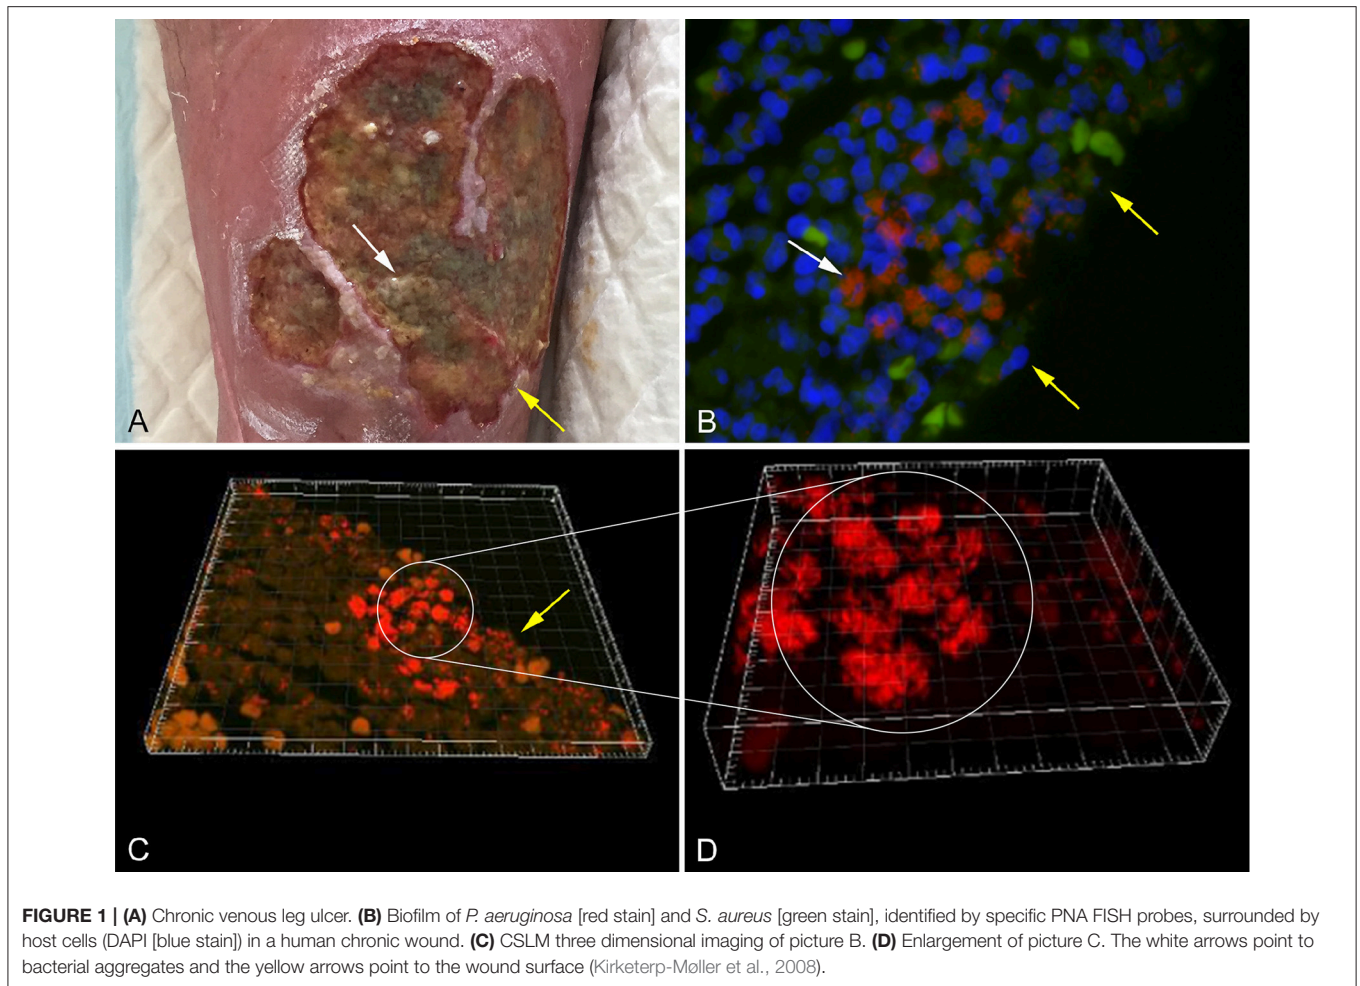 A
B
C
D
FIGURE 1 | (A) Chronic venous leg ulcer. (B) Biofilm of P. aeruginosa [red stain] and S. aureus [green stain], identified by specific PNA FISH probes, surrounded by
host cells (DAPI [blue stain]) in a human chronic wound. (C) CSLM three dimensional imaging of picture B. (D) Enlargement of picture C. The white arrows point to
bacterial aggregates and the yellow arrows point to the wound surface (Kirketerp-Møller et al., 2008).